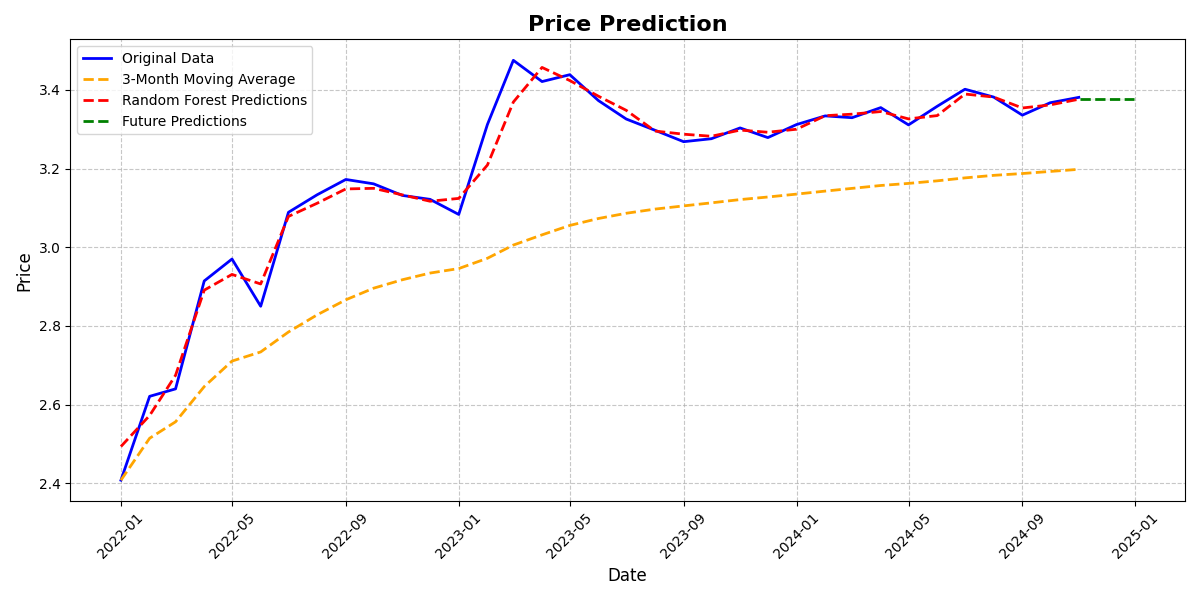 Price Prediction
Original Data
3-Month Moving Average
Random Forest Predictions
Future Predictions
Price
3.4
3.2
3.0
2.8
2.6
2.4
2022-01
2022-05
2022-09
2023-01
2023-05
2023-09
2024-01
2024-05
2024-09
2025-01
Date